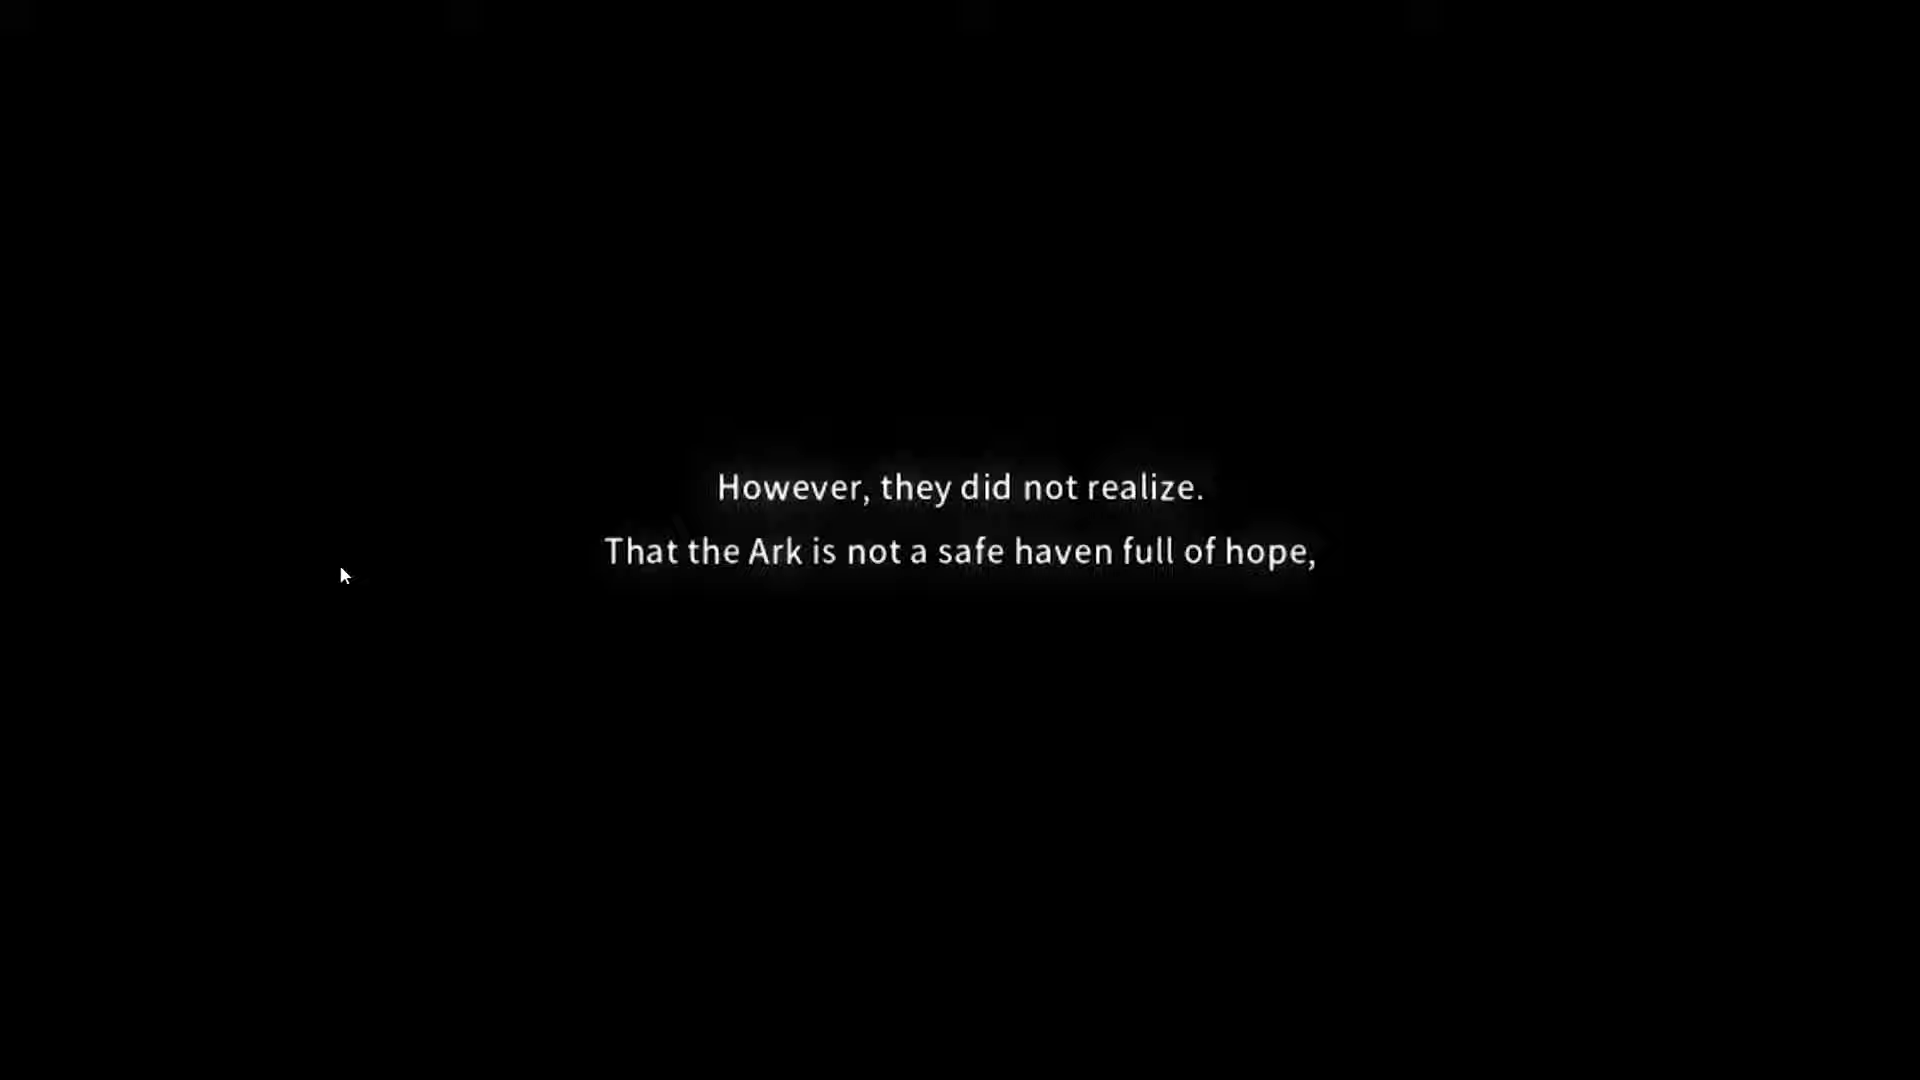 However, they did not realize.
That the Ark is not a safe haven full of hope,